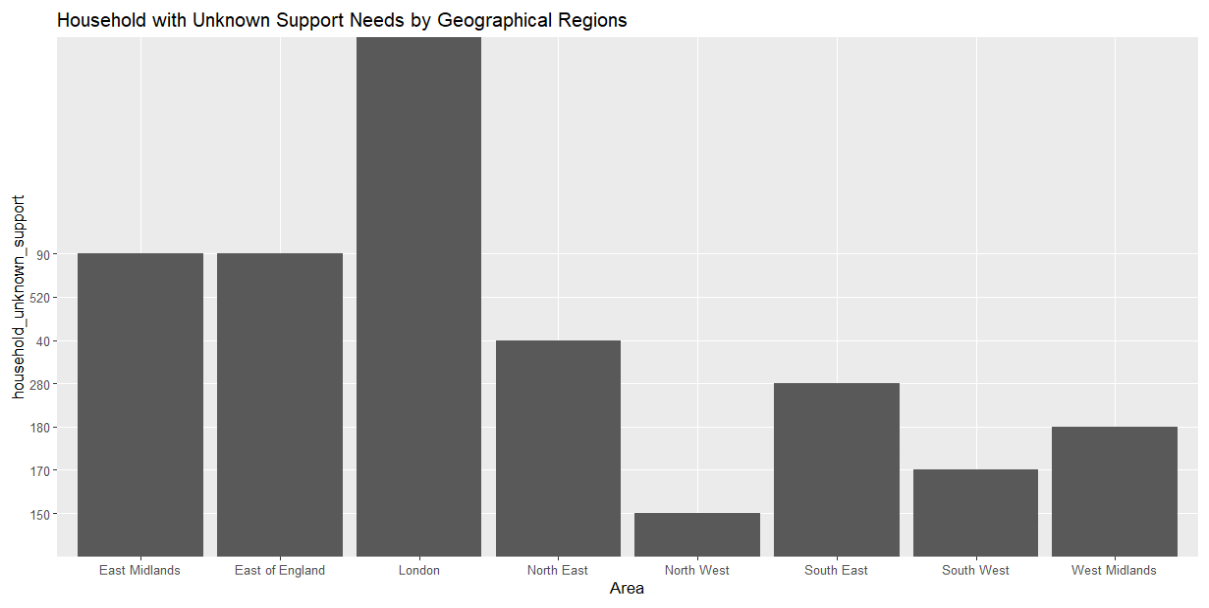 Household with Unknown Support Needs by Geographical Regions
household_unknown_support
90
520
40
280
180
170
150
East Midlands East of England London North East North West South East South West West Midlands
Area